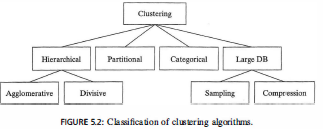 Clustering
Hierarchical Partitional Categorical Large DB
Agglomerative Divisive Sampling Compression
FIGURE 5.2: Classification of clustering algorithms.